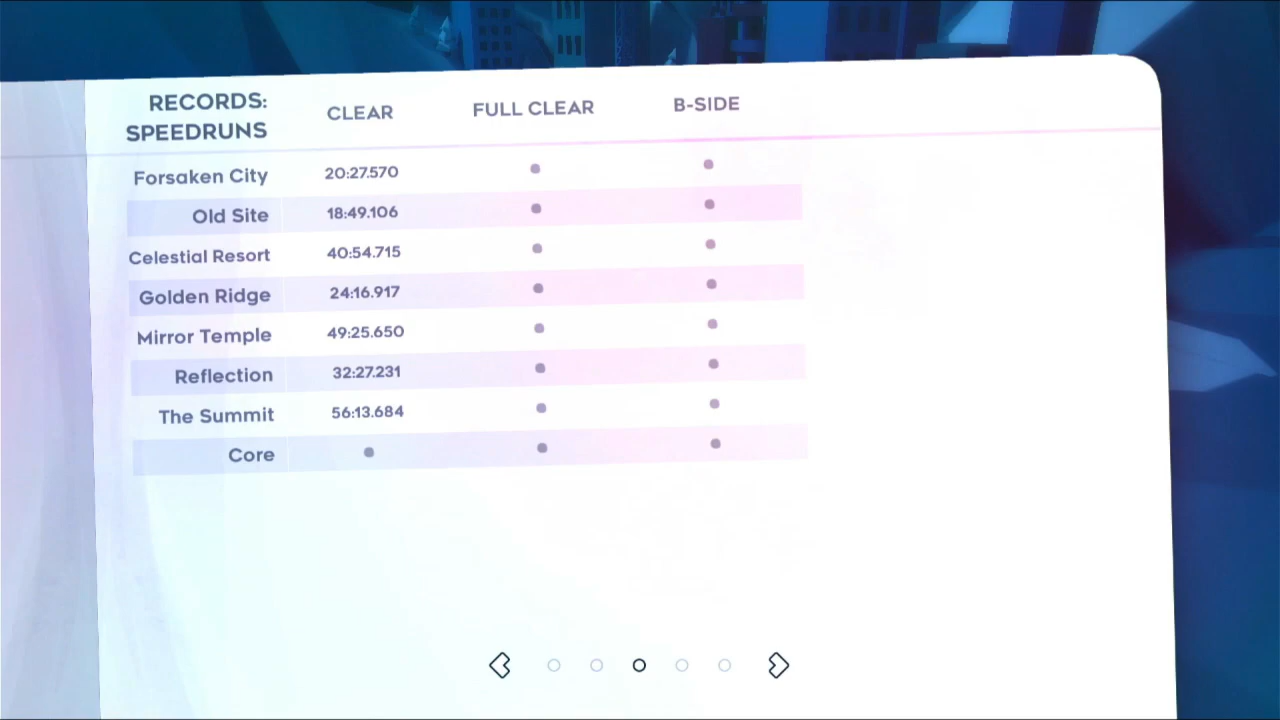 RECORDS:
SPEEDRUNS CLEAR FULL CLEAR B-SIDE
Forsaken City 20:27.570
Old Site 18:49.106
Celestial Resort 40:54.715
Golden Ridge 24:16.917
Mirror Temple 49:25.650
Reflection 32:27.231
The Summit 56:13.684
Core